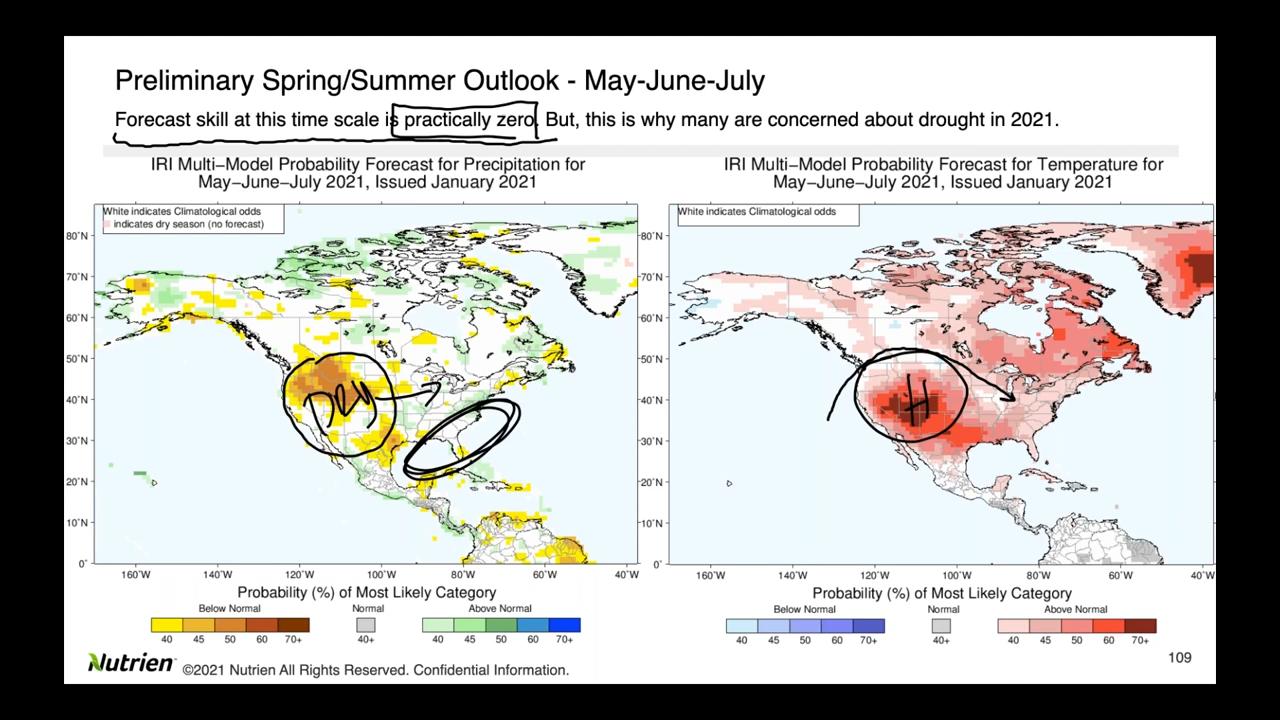 Preliminary Spring/Summer Outlook - May-June-July
Forecast skill at this time scale is practically zero. But, this is why many are concerned about drought in 2021.
IRI Multi−Model Probability Forecast for Precipitation for
May−June−July 2021, Issued January 2021
White indicates Climatological odds
indicates dry season (no forecast)
80°N
70°N
60°N
50°N
40°N
30°N
20°N
10°N
0°
DRY
160°W 140°W 120°W 100°W 80°W 60°W 40°W
Probability (%) of Most Likely Category
Below Normal Normal Above Normal
40 45 50 60 70+ 40+ 40 45 50 60 70+
IRI Multi−Model Probability Forecast for Temperature for
May−June−July 2021, Issued January 2021
White indicates Climatological odds
80°N
70°N
60°N
50°N
40°N
30°N
20°N
10°N
0°
H
160°W 140°W 120°W 100°W 80°W 60°W 40°W
Probability (%) of Most Likely Category
Below Normal Normal Above Normal
40 45 50 60 70+ 40+ 40 45 50 60 70+
Nutrien ©2021 Nutrien All Rights Reserved. Confidential Information.
109